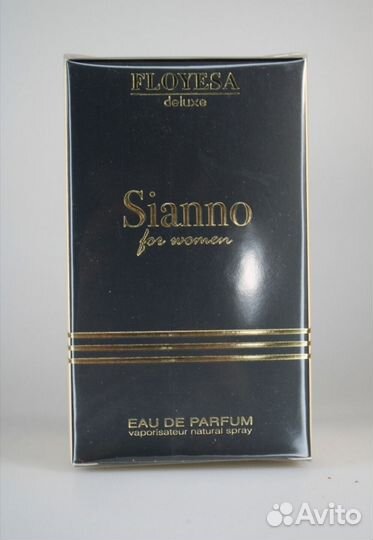 FLOYESA
deluxe
Sianno
for women
EAU DE PARFUM
vaporisateur natural spray
Avito